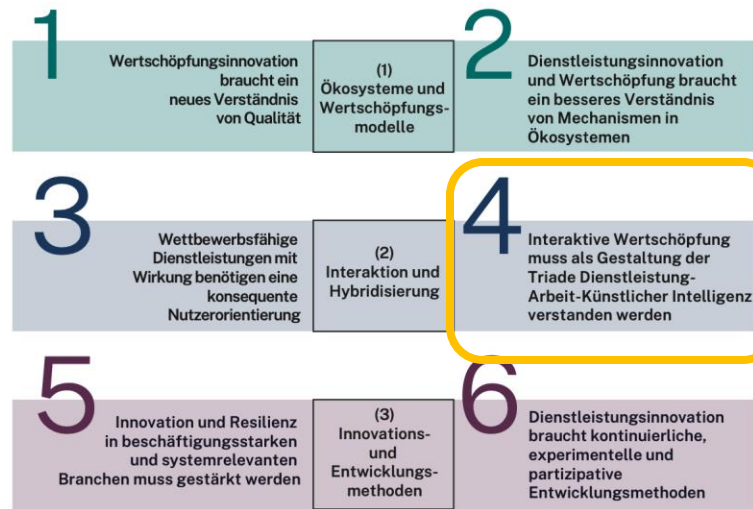 1
Wertschöpfungsinnovation
braucht ein
neues Verständnis
von Qualität
(1)
Ökosysteme und
Wertschöpfungs-
modelle
2
Dienstleistungsinnovation
und Wertschöpfung braucht
ein besseres Verständnis
von Mechanismen in
Ökosystemen
3
Wettbewerbsfähige
Dienstleistungen mit
Wirkung benötigen eine
konsequente
Nutzerorientierung
(2)
Interaktion und
Hybridisierung
4
Interaktive Wertschöpfung
muss als Gestaltung der
Triade Dienstleistung-
Arbeit-Künstlicher Intelligenz
verstanden werden
5
Innovation und Resilienz
in beschäftigungsstarken
und systemrelevanten
Branchen muss gestärkt werden
(3)
Innovations-
und
Entwicklungs-
methoden
6
Dienstleistungsinnovation
braucht kontinuierliche,
experimentelle und
partizipative
Entwicklungsmethoden